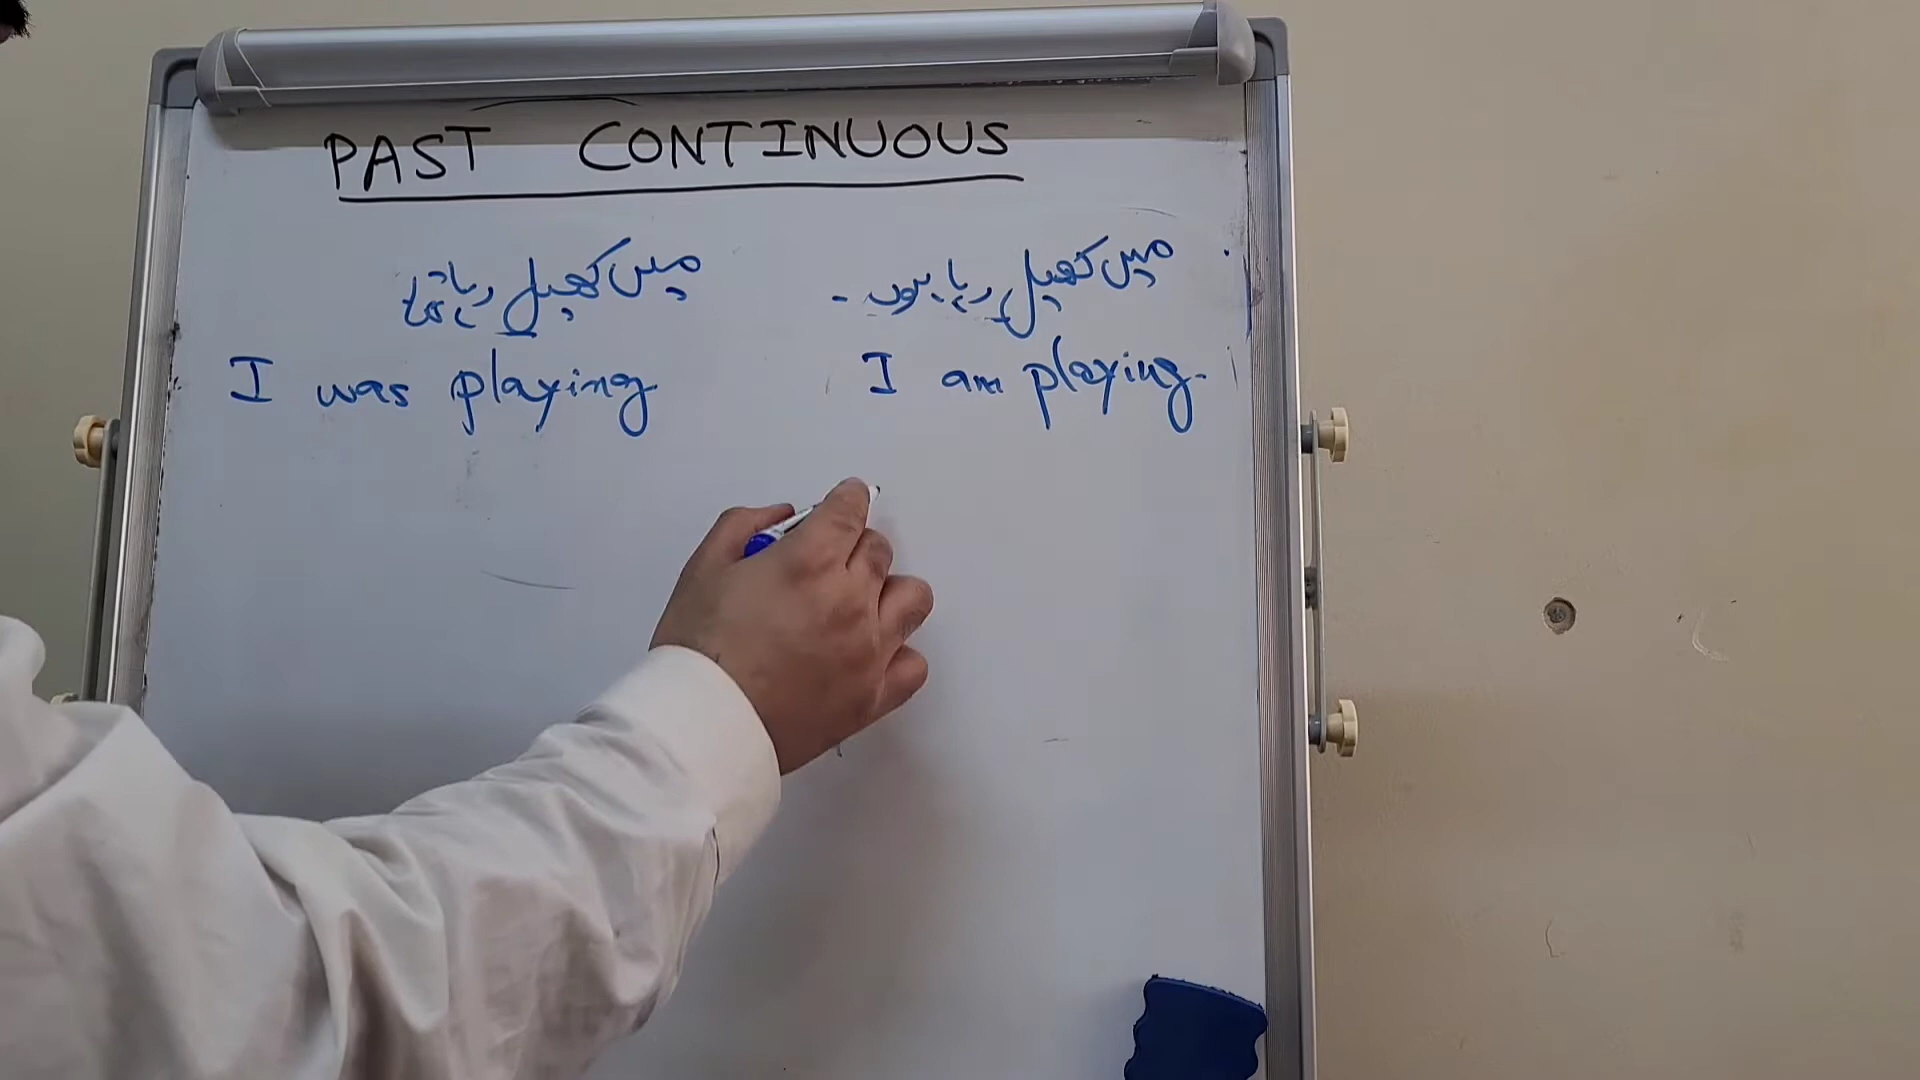 PAST CONTINUOUS
میں کھیل رہا تھا
میں کھیل رہا ہوں -
I was playing
I am playing.